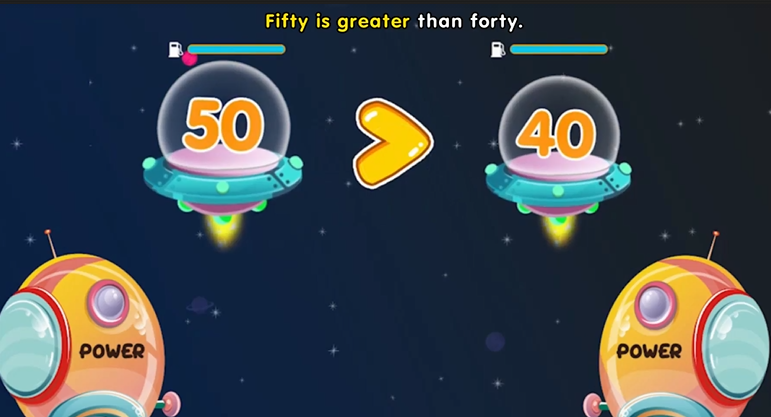 Fifty is greater than forty.
50 > 40
POWER
POWER